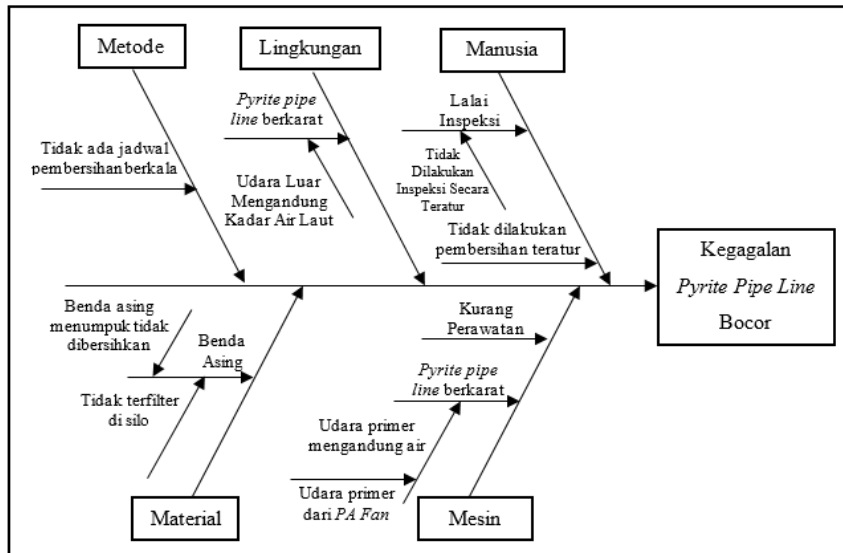 Metode
Lingkungan
Manusia
Tidak ada jadwal
pembersihan berkala
Pyrite pipe
line berkarat
Udara Luar
Mengandung
Kadar Air Laut
Lalai
Inspeksi
Tidak
Dilakukan
Inspeksi Secara
Teratur
Tidak dilakukan
pembersihan teratur
Kegagalan
Pyrite Pipe Line
Bocor
Benda asing
menumpuk tidak
dibersihkan
Benda
Asing
Tidak terfilter
di silo
Kurang
Perawatan
Pyrite pipe
line berkarat
Udara primer
mengandung air
Udara primer
dari PA Fan
Material
Mesin